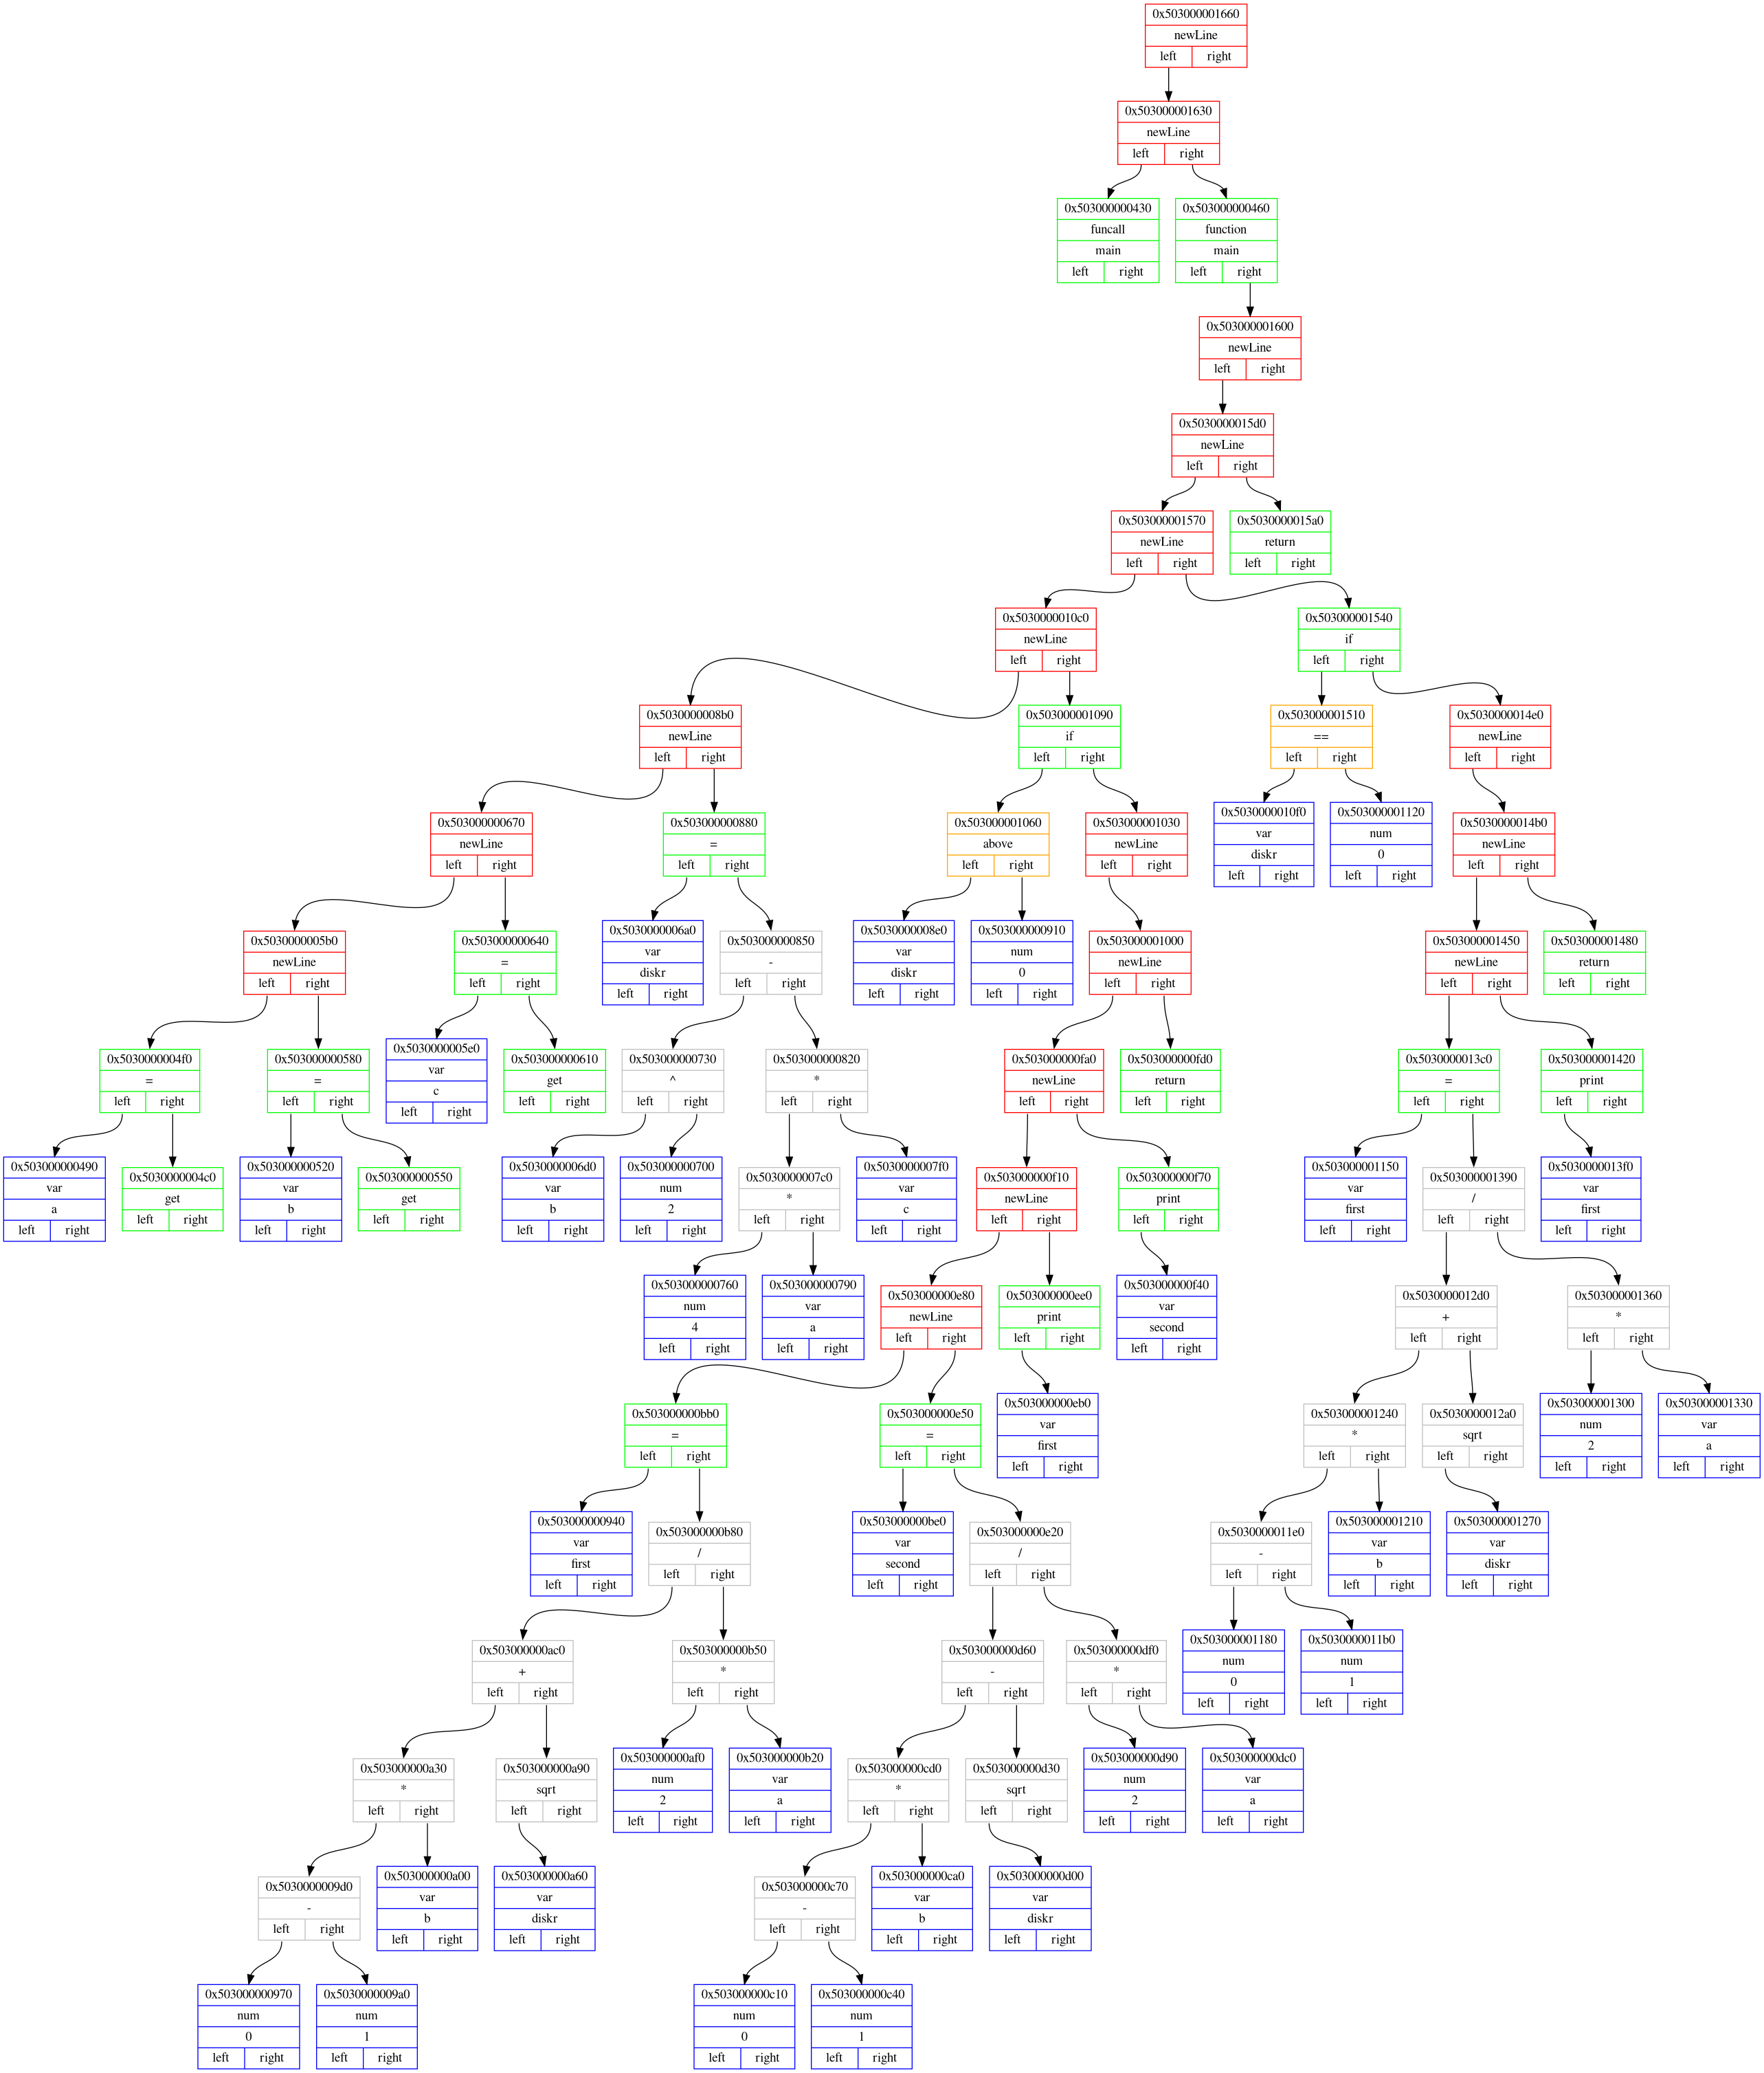 0x503000001660
newLine
left right
0x503000001630
newLine
left right
0x503000000430
funcall
main
left right
0x503000000460
function
main
left right
0x503000001600
newLine
left right
0x5030000015d0
newLine
left right
0x503000001570
newLine
left right
0x5030000015a0
return
left right
0x5030000010c0
newLine
left right
0x503000001540
if
left right
0x5030000008b0
newLine
left right
0x503000001090
if
left right
0x503000001510
==
left right
0x5030000014e0
newLine
left right
0x503000000670
newLine
left right
0x503000000880
=
left right
0x503000001060
above
left right
0x503000001030
newLine
left right
0x5030000010f0
var
diskr
left right
0x503000001120
num
0
left right
0x5030000014b0
newLine
left right
0x5030000005b0
newLine
left right
0x503000000640
=
left right
0x5030000006a0
var
diskr
left right
0x503000000850
-
left right
0x5030000008e0
var
diskr
left right
0x503000000910
num
0
left right
0x503000001000
newLine
left right
0x503000001450
newLine
left right
0x503000001480
return
left right
0x5030000004f0
=
left right
0x503000000580
=
left right
0x5030000005e0
var
c
left right
0x503000000610
get
left right
0x503000000730
^
left right
0x503000000820
*
left right
0x503000000fa0
newLine
left right
0x503000000fd0
return
left right
0x5030000013c0
=
left right
0x503000001420
print
left right
0x503000000490
var
a
left right
0x5030000004c0
get
left right
0x503000000520
var
b
left right
0x503000000550
get
left right
0x5030000006d0
var
b
left right
0x503000000700
num
2
left right
0x5030000007c0
*
left right
0x5030000007f0
var
c
left right
0x503000000f10
newLine
left right
0x503000000f70
print
left right
0x503000001150
var
first
left right
0x503000001390
/
left right
0x5030000013f0
var
first
left right
0x503000000760
num
4
left right
0x503000000790
var
a
left right
0x503000000e80
newLine
left right
0x503000000ee0
print
left right
0x503000000f40
var
second
left right
0x5030000012d0
+
left right
0x503000001360
*
left right
0x503000000bb0
=
left right
0x503000000e50
=
left right
0x503000000eb0
var
first
left right
0x503000001240
*
left right
0x5030000012a0
sqrt
left right
0x503000001300
num
2
left right
0x503000001330
var
a
left right
0x503000000940
var
first
left right
0x503000000b80
/
left right
0x503000000be0
var
second
left right
0x503000000e20
/
left right
0x5030000011e0
-
left right
0x503000001210
var
b
left right
0x503000001270
var
diskr
left right
0x503000000ac0
+
left right
0x503000000b50
*
left right
0x503000000d60
-
left right
0x503000000df0
*
left right
0x503000001180
num
0
left right
0x5030000011b0
num
1
left right
0x503000000a30
*
left right
0x503000000a90
sqrt
left right
0x503000000af0
num
2
left right
0x503000000b20
var
a
left right
0x503000000cd0
*
left right
0x503000000d30
sqrt
left right
0x503000000d90
num
2
left right
0x503000000dc0
var
a
left right
0x5030000009d0
-
left right
0x503000000a00
var
b
left right
0x503000000a60
var
diskr
left right
0x503000000c70
-
left right
0x503000000ca0
var
b
left right
0x503000000d00
var
diskr
left right
0x503000000970
num
0
left right
0x5030000009a0
num
1
left right
0x503000000c10
num
0
left right
0x503000000c40
num
1
left right